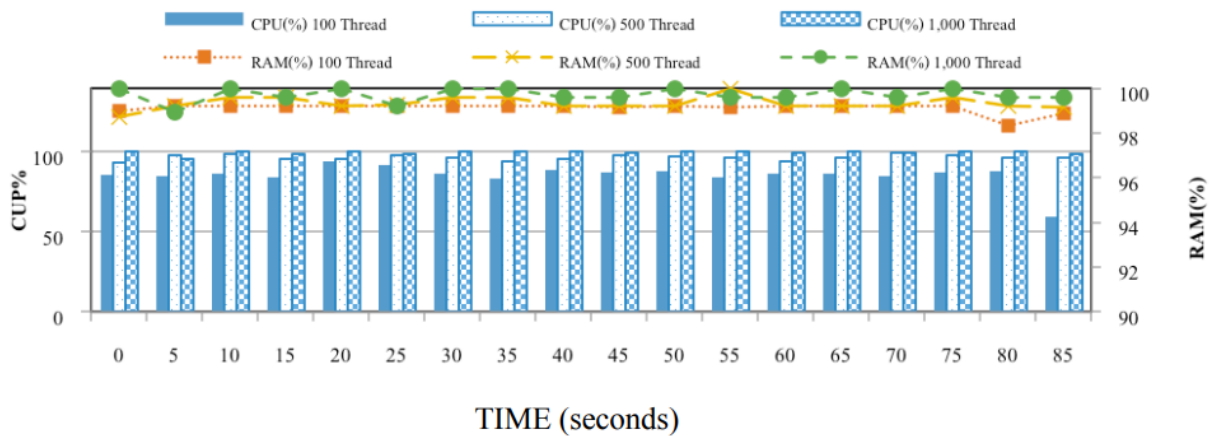 CPU(%) 100 Thread CPU(%) 500 Thread CPU(%) 1,000 Thread
RAM(%) 100 Thread RAM(%) 500 Thread RAM(%) 1,000 Thread
CUP%
100
50
0
100
98
96
94
92
90
RAM(%)
0 5 10 15 20 25 30 35 40 45 50 55 60 65 70 75 80 85
TIME (seconds)